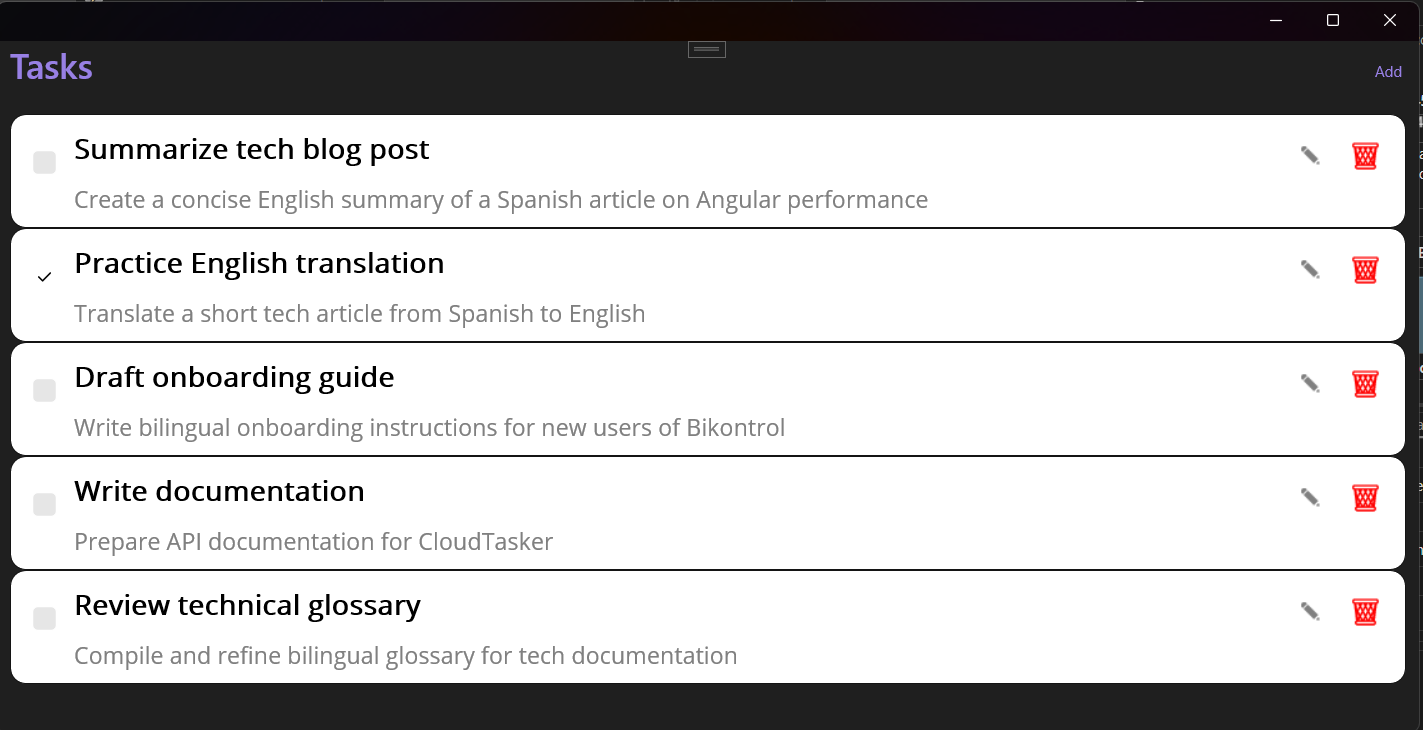 Tasks
Add
Summarize tech blog post
Create a concise English summary of a Spanish article on Angular performance
Practice English translation
Translate a short tech article from Spanish to English
Draft onboarding guide
Write bilingual onboarding instructions for new users of Bikontrol
Write documentation
Prepare API documentation for CloudTasker
Review technical glossary
Compile and refine bilingual glossary for tech documentation